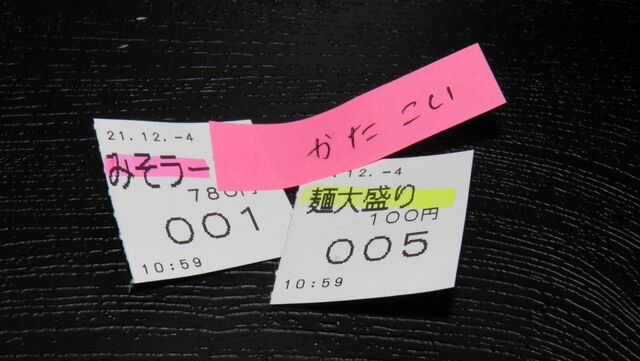 かたこい
21.12.-4
みそラー
780円
001
10:59
12.-4
麺大盛り
100円
005
10:59